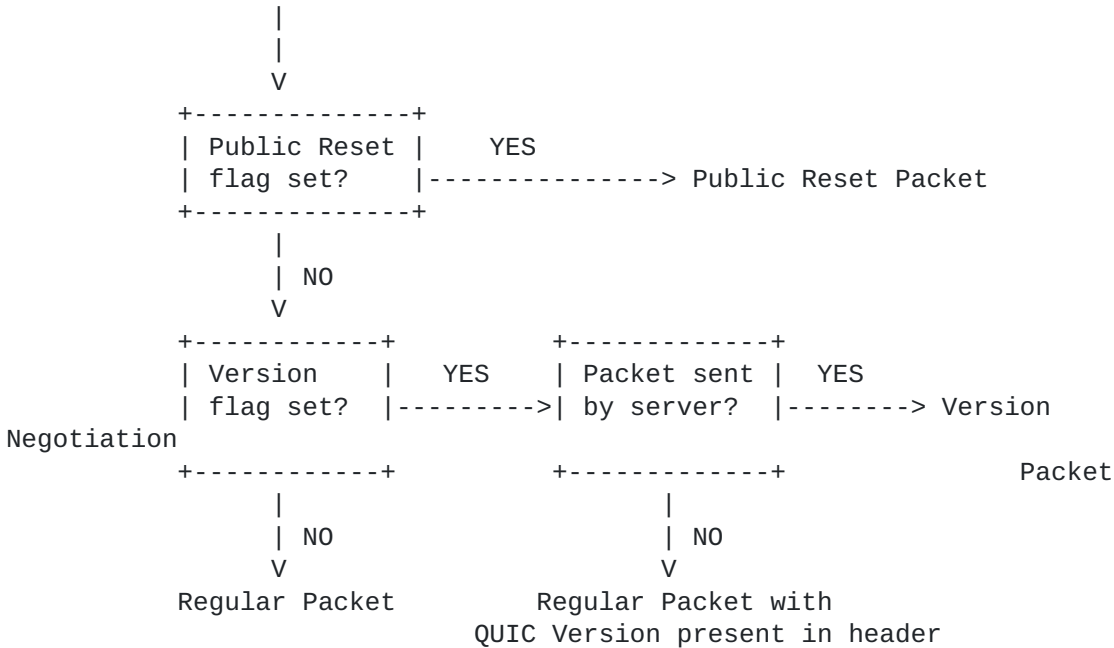 |
              |
              V
        +--------------+
        | Public Reset |    YES
        | flag set?    |---------------> Public Reset Packet
        +--------------+
              |
              | NO
              V
        +------------+          +-------------+
        | Version    |   YES    | Packet sent |  YES
        | flag set?  |--------->| by server?  |--------> Version
Negotiation
        +------------+          +-------------+               Packet
              |                        |
              | NO                     | NO
              V                        V
        Regular Packet         Regular Packet with
                           QUIC Version present in header